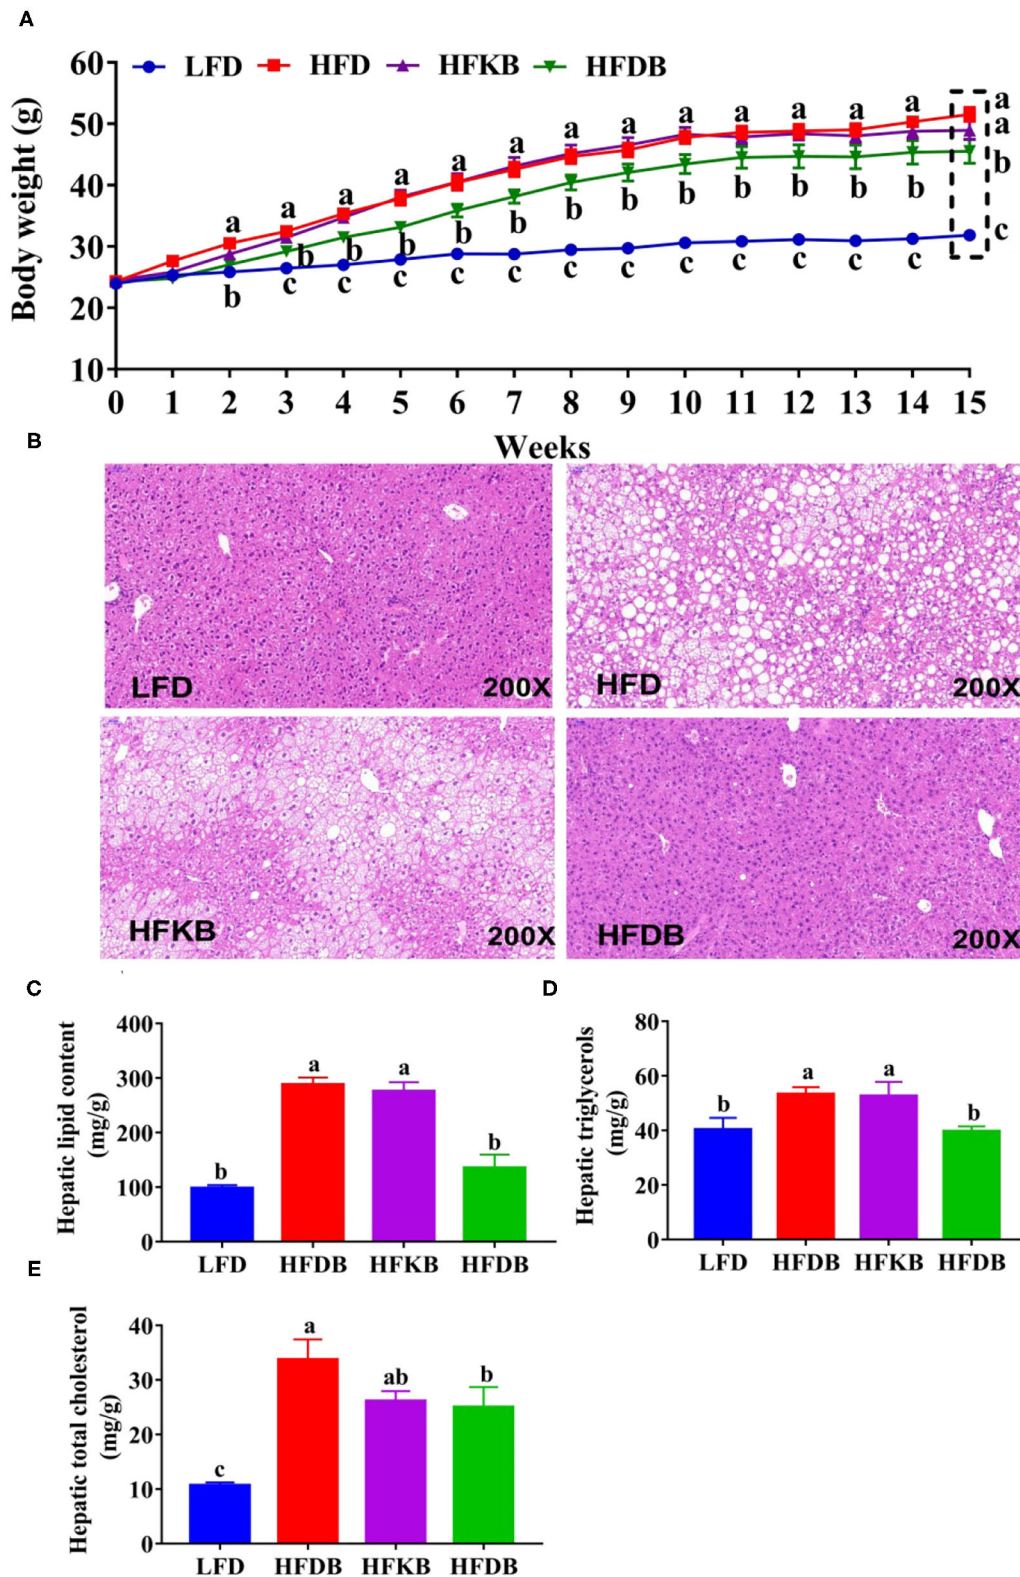 A
LFD HFD HFKB HFDB
Body weight (g)
60
50
40
30
20
10
a a a a a a a a a a a a a a
a
b b b b b b b b b b b b b
b
c c c c c c c c c c c c
c
0 1 2 3 4 5 6 7 8 9 10 11 12 13 14 15
Weeks
B
LFD 200X
HFD 200X
HFKB 200X
HFDB 200X
C
Hepatic lipid content
(mg/g)
400
300
200
100
0
b a a b
LFD HFDB HFKB HFDB
D
Hepatic triglycerols
(mg/g)
80
60
40
20
0
b a a b
LFD HFDB HFKB HFDB
E
Hepatic total cholesterol
(mg/g)
40
30
20
10
0
c a ab b
LFD HFDB HFKB HFDB